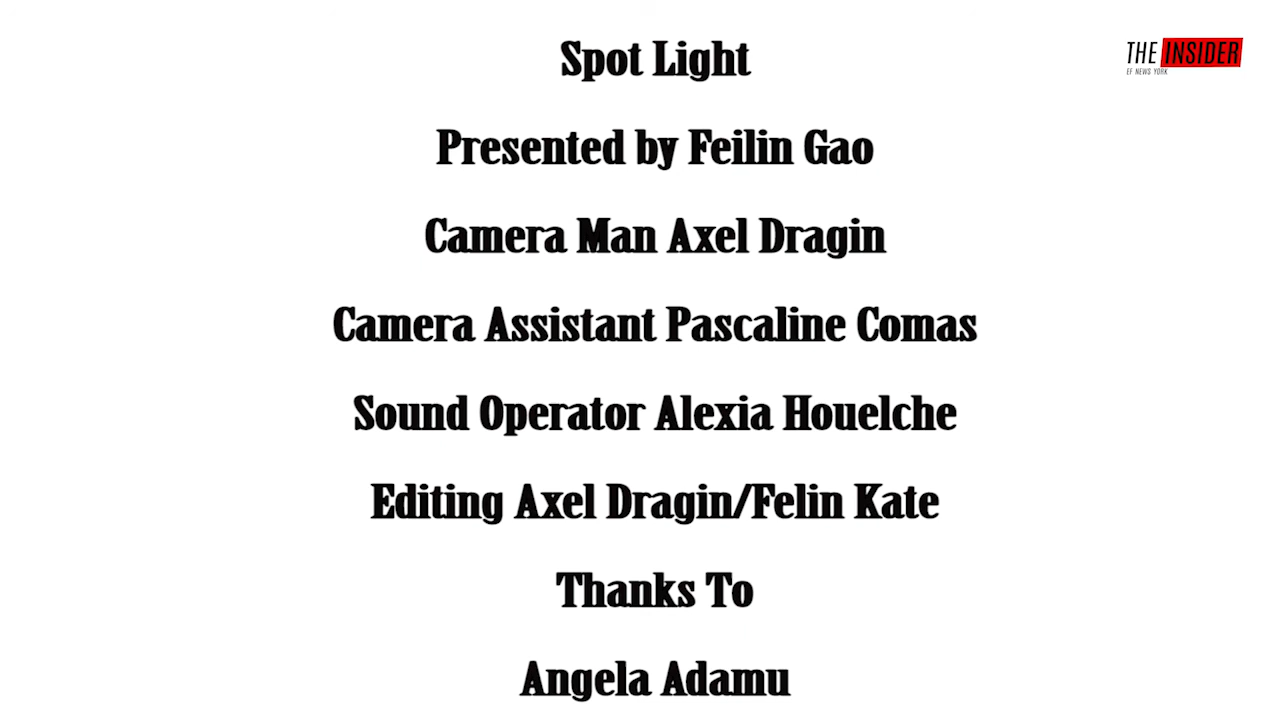 Spot Light
THE INSIDER
EF NEWS YORK
Presented by Feilin Gao
Camera Man Axel Dragin
Camera Assistant Pascaline Comas
Sound Operator Alexia Houelche
Editing Axel Dragin/Felin Kate
Thanks To
Angela Adamu